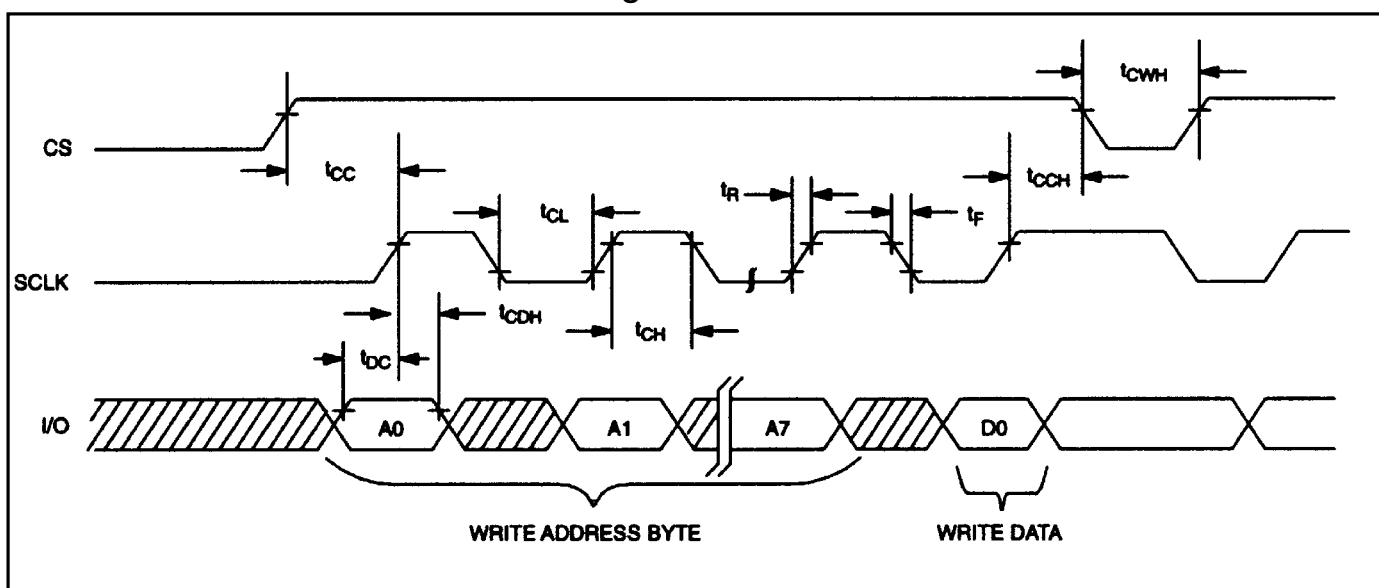 tCWH
CS
tCC
tCCH
tR
tCL
tF
SCLK
tCDH
tCH
tDC
I/O
A0
A1
A7
D0
WRITE ADDRESS BYTE
WRITE DATA